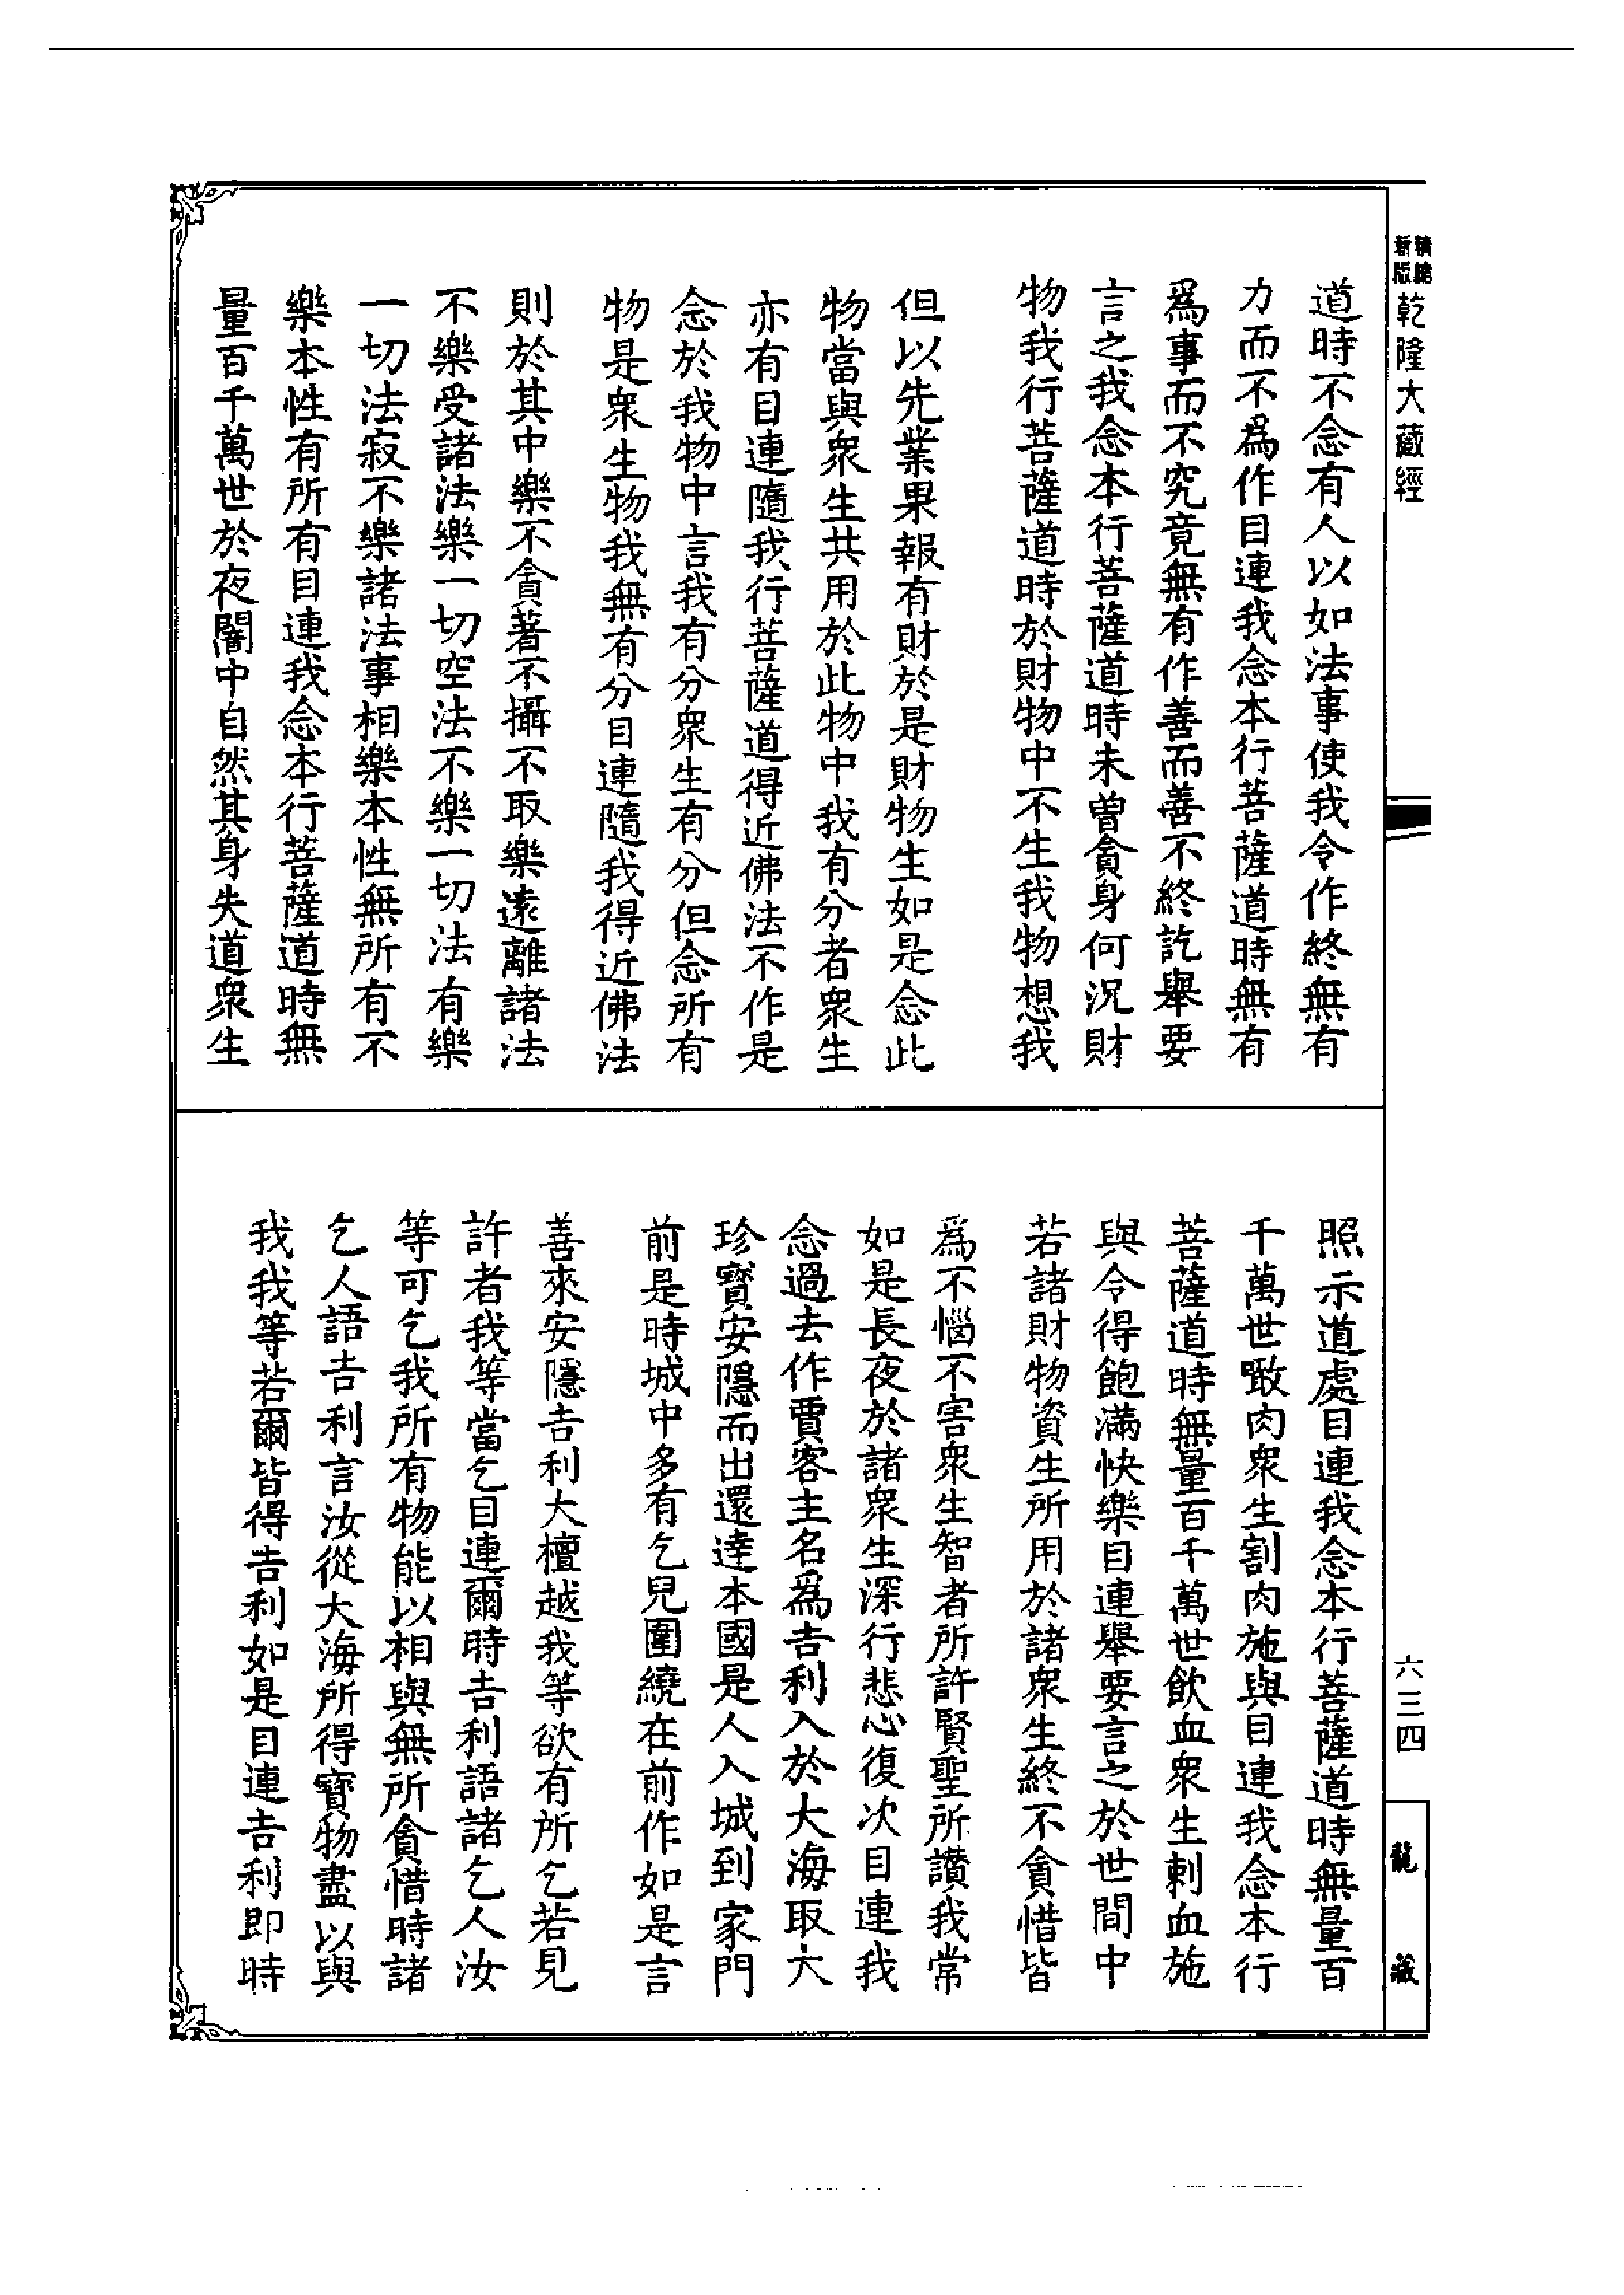 精編
新版
乾隆大藏經
道時不念有人以如法事使我令作終無有
力而不爲作目連我念本行菩薩道時無有
爲事而不究竟無有作善而善不終訖舉要
言之我念本行菩薩道時未曾貪身何況財
物我行菩薩道時於財物中不生我物想我
但以先業果報有財於是財物生如是念此
物當與衆生共用於此物中我有分者衆生
亦有目連隨我行菩薩道得近佛法不作是
念於我物中言我有分衆生有分但念所有
物是衆生物我無有分目連隨我得近佛法
則於其中樂不貪著不攝不取樂遠離諸法
不樂受諸法樂一切空法不樂一切法有樂
一切法寂不樂諸法事相樂本性無所有不
樂本性有所有目連我念本行菩薩道時無
量百千萬世於夜闇中自然其身失道衆生
照示道處目連我念本行菩薩道時無量百
千萬世噉肉衆生割肉施與目連我念本行
菩薩道時無量百千萬世飲血衆生刺血施
與令得飽滿快樂目連舉要言之於世間中
若諸財物資生所用於諸衆生終不貪惜皆
爲不惱不害衆生智者所許賢聖所讚我常
如是長夜於諸衆生深行悲心復次目連我
念過去作賈客主名爲吉利入於大海取大
珍寶安隱而出還達本國是人入城到家門
前是時城中多有乞兒圍繞在前作如是言
善來安隱吉利大檀越我等欲有所乞若見
許者我等當乞目連爾時吉利語諸乞人汝
等可乞我所有物能以相與無所貪惜時諸
乞人語吉利言汝從大海所得寶物盡以與
我我等若爾皆得吉利如是目連吉利即時
六三四
龍藏